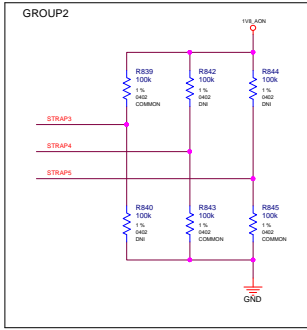 GROUP2
1V8_AON
R839
100k
1 %
0402
COMMON
R842
100k
1 %
0402
DNI
R844
100k
1 %
0402
DNI
STRAP3
STRAP4
STRAP5
R840
100k
1 %
0402
DNI
R843
100k
1 %
0402
COMMON
R845
100k
1 %
0402
COMMON
GND